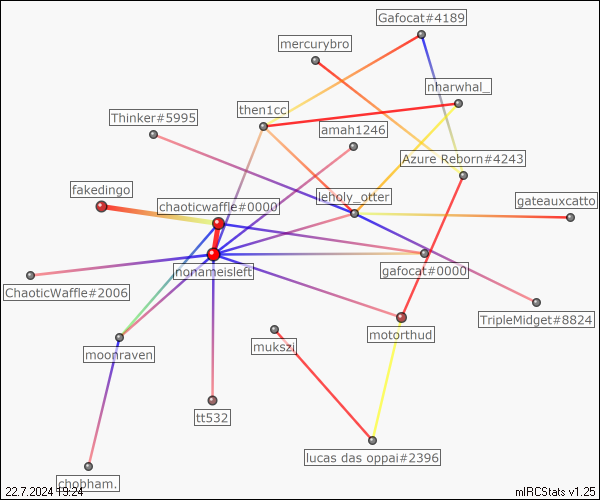 Gafocat#4189
mercurybro
nharwhal_
then1cc
Thinker#5995
amah1246
Azure Reborn#4243
fakedingo
leholy_otter
gateauxcatto
chaoticwaffle#0000
nonameisleft
gafocat#0000
ChaoticWaffle#2006
TripleMidget#8824
motorthud
mukszi
moonraven
tt532
lucas das oppai#2396
chobham.
22.7.2024 19:24
mIRCStats v1.25